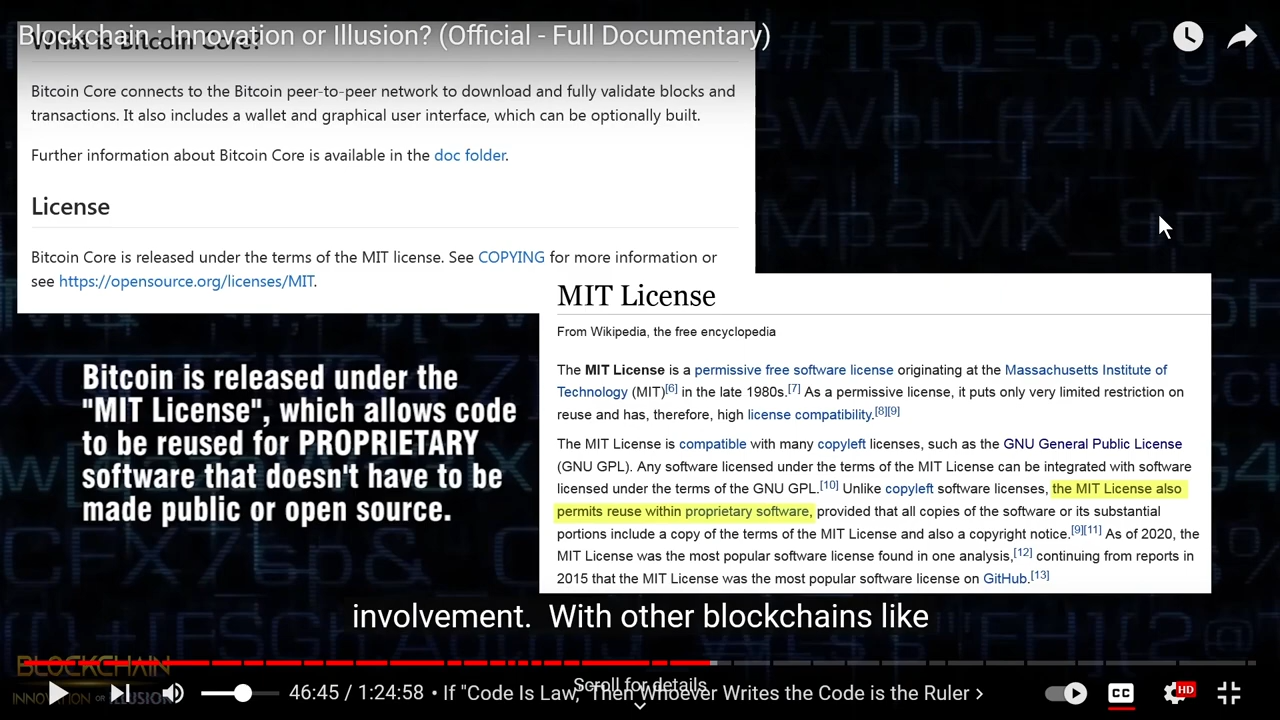 Blockchain : Innovation or Illusion? (Official - Full Documentary)
What is Bitcoin Core?
Bitcoin Core connects to the Bitcoin peer-to-peer network to download and fully validate blocks and
transactions. It also includes a wallet and graphical user interface, which can be optionally built.
Further information about Bitcoin Core is available in the doc folder.
License
Bitcoin Core is released under the terms of the MIT license. See COPYING for more information or
see https://opensource.org/licenses/MIT.
MIT License
From Wikipedia, the free encyclopedia
The MIT License is a permissive free software license originating at the Massachusetts Institute of
Technology (MIT)[6] in the late 1980s.[7] As a permissive license, it puts only very limited restriction on
reuse and has, therefore, high license compatibility.[8][9]
The MIT License is compatible with many copyleft licenses, such as the GNU General Public License
(GNU GPL). Any software licensed under the terms of the MIT License can be integrated with software
licensed under the terms of the GNU GPL.[10] Unlike copyleft software licenses, the MIT License also
permits reuse within proprietary software, provided that all copies of the software or its substantial
portions include a copy of the terms of the MIT License and also a copyright notice.[9][11] As of 2020, the
MIT License was the most popular software license found in one analysis,[12] continuing from reports in
2015 that the MIT License was the most popular software license on GitHub.[13]
Bitcoin is released under the
"MIT License", which allows code
to be reused for PROPRIETARY
software that doesn't have to be
made public or open source.
involvement.  With other blockchains like
BLOCKCHAIN
INNOVATION OR ILLUSION
Scroll for details
46:45 / 1:24:58 • If "Code Is Law," Then Whoever Writes the Code is the Ruler
CC
HD